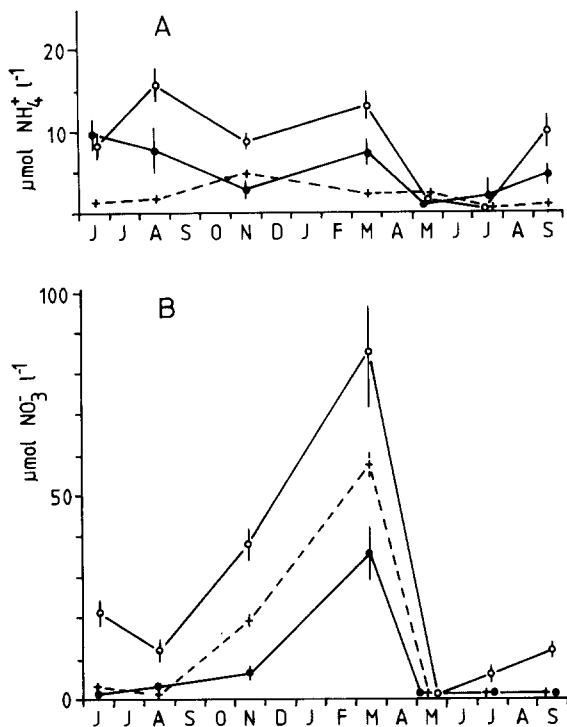 A
20
10
μmol NH₄⁺ l⁻¹
J J A S O N D J F M A M J J A S
B
100
50
0
μmol NO₃⁻ l⁻¹
J J A S O N D J F M A M J J A S